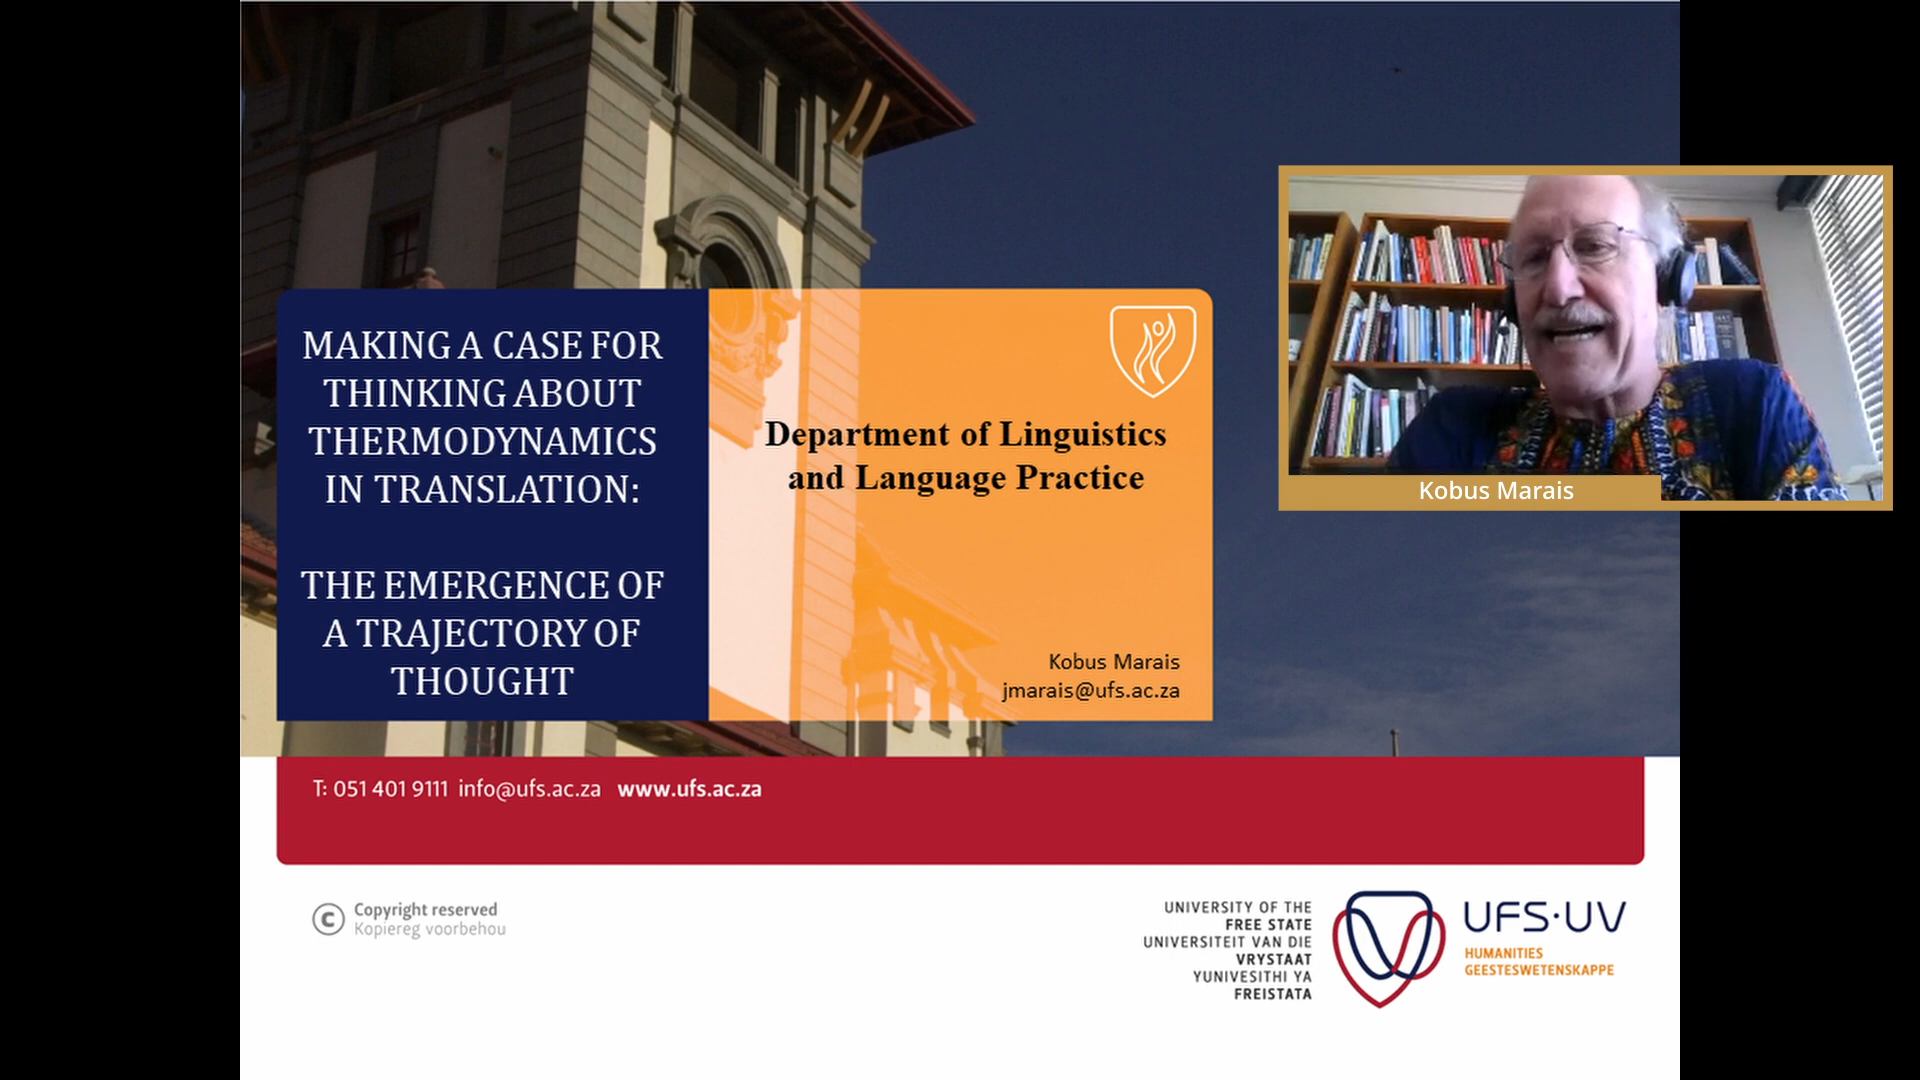 MAKING A CASE FOR
THINKING ABOUT
THERMODYNAMICS
IN TRANSLATION:
THE EMERGENCE OF
A TRAJECTORY OF
THOUGHT
Department of Linguistics
and Language Practice
Kobus Marais
jmarais@ufs.ac.za
Kobus Marais
T: 051 401 9111 info@ufs.ac.za www.ufs.ac.za
© Copyright reserved
Kopiereg voorbehou
UNIVERSITY OF THE
FREE STATE
UNIVERSITEIT VAN DIE
VRYSTAAT
YUNIVESITHI YA
FREISTATA
UFS·UV
HUMANITIES
GEESTESWETENSKAPPE